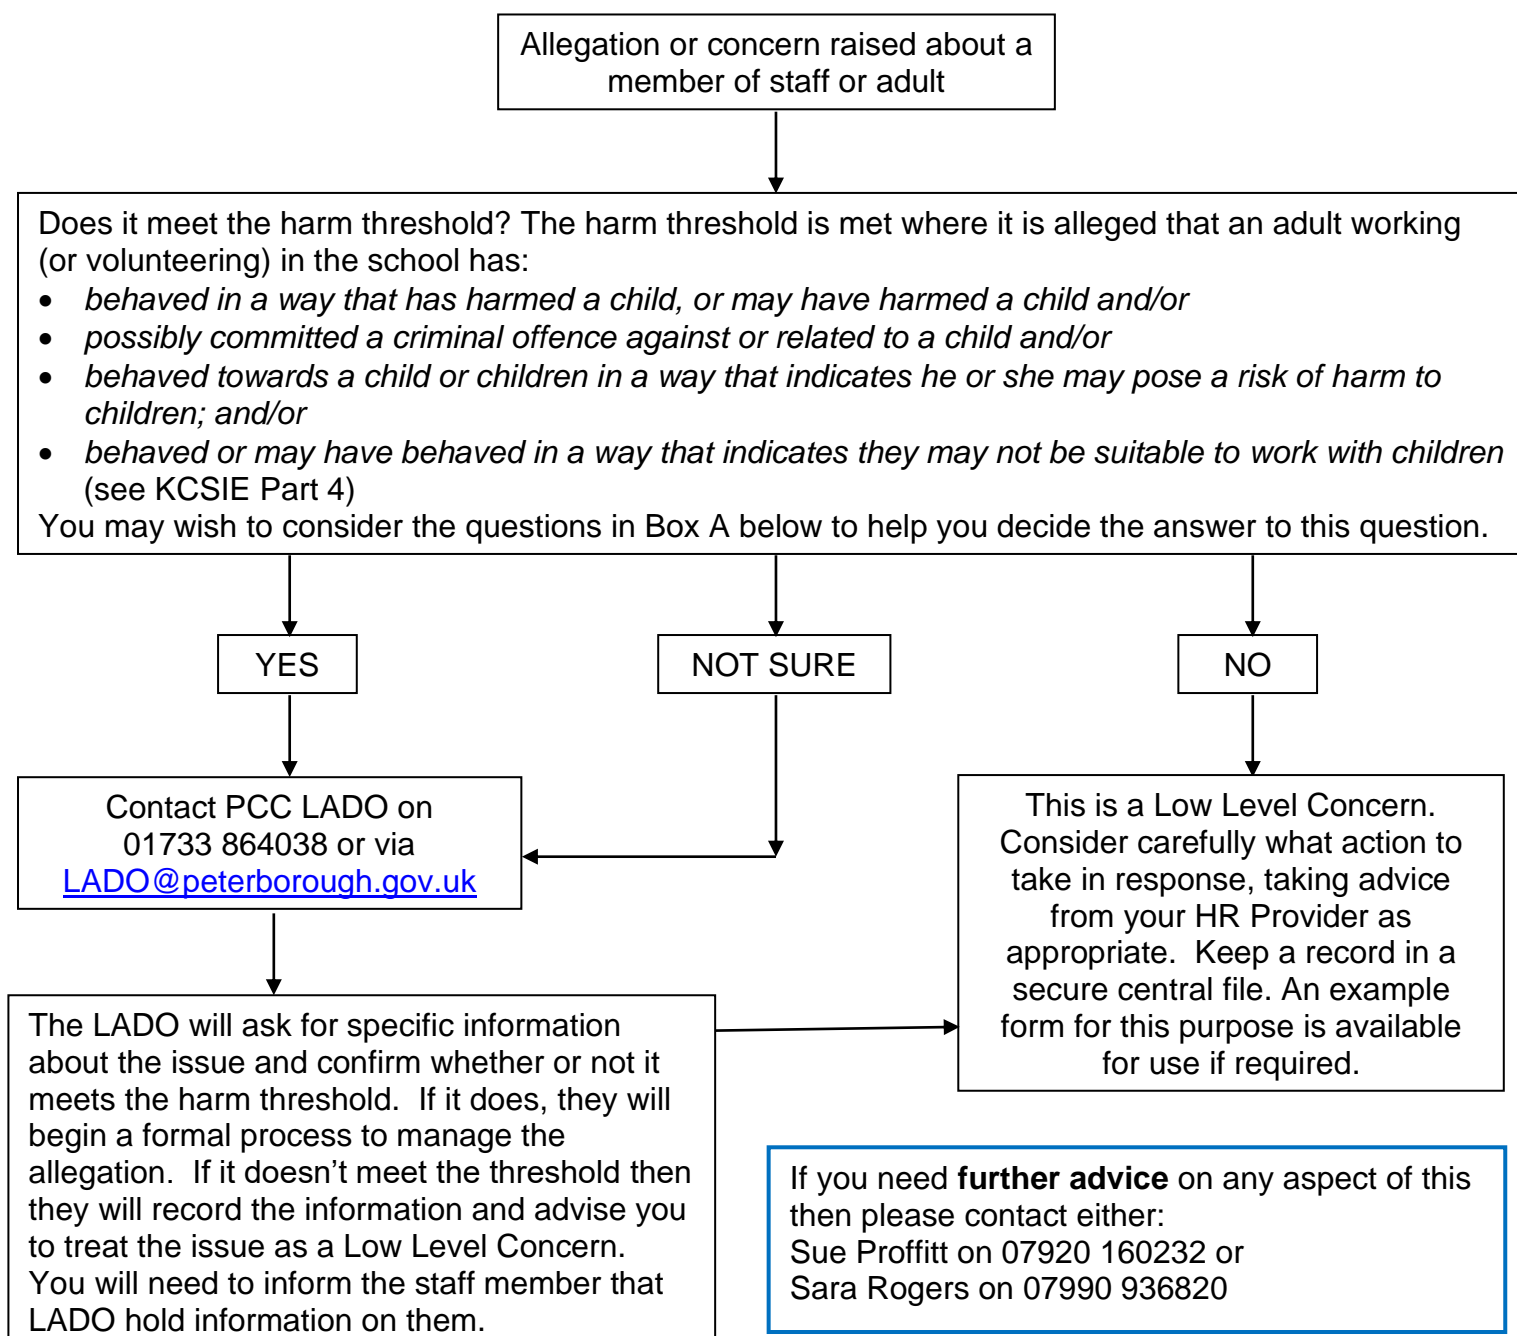 Allegation or concern raised about a
member of staff or adult
Does it meet the harm threshold? The harm threshold is met where it is alleged that an adult working
(or volunteering) in the school has:
• behaved in a way that has harmed a child, or may have harmed a child and/or
• possibly committed a criminal offence against or related to a child and/or
• behaved towards a child or children in a way that indicates he or she may pose a risk of harm to
children; and/or
• behaved or may have behaved in a way that indicates they may not be suitable to work with children
(see KCSIE Part 4)
You may wish to consider the questions in Box A below to help you decide the answer to this question.
YES
NOT SURE
NO
Contact PCC LADO on
01733 864038 or via
LADO@peterborough.gov.uk
This is a Low Level Concern.
Consider carefully what action to
take in response, taking advice
from your HR Provider as
appropriate. Keep a record in a
secure central file. An example
form for this purpose is available
for use if required.
The LADO will ask for specific information
about the issue and confirm whether or not it
meets the harm threshold. If it does, they will
begin a formal process to manage the
allegation. If it doesn’t meet the threshold then
they will record the information and advise you
to treat the issue as a Low Level Concern.
You will need to inform the staff member that
LADO hold information on them.
If you need further advice on any aspect of this
then please contact either:
Sue Proffitt on 07920 160232 or
Sara Rogers on 07990 936820